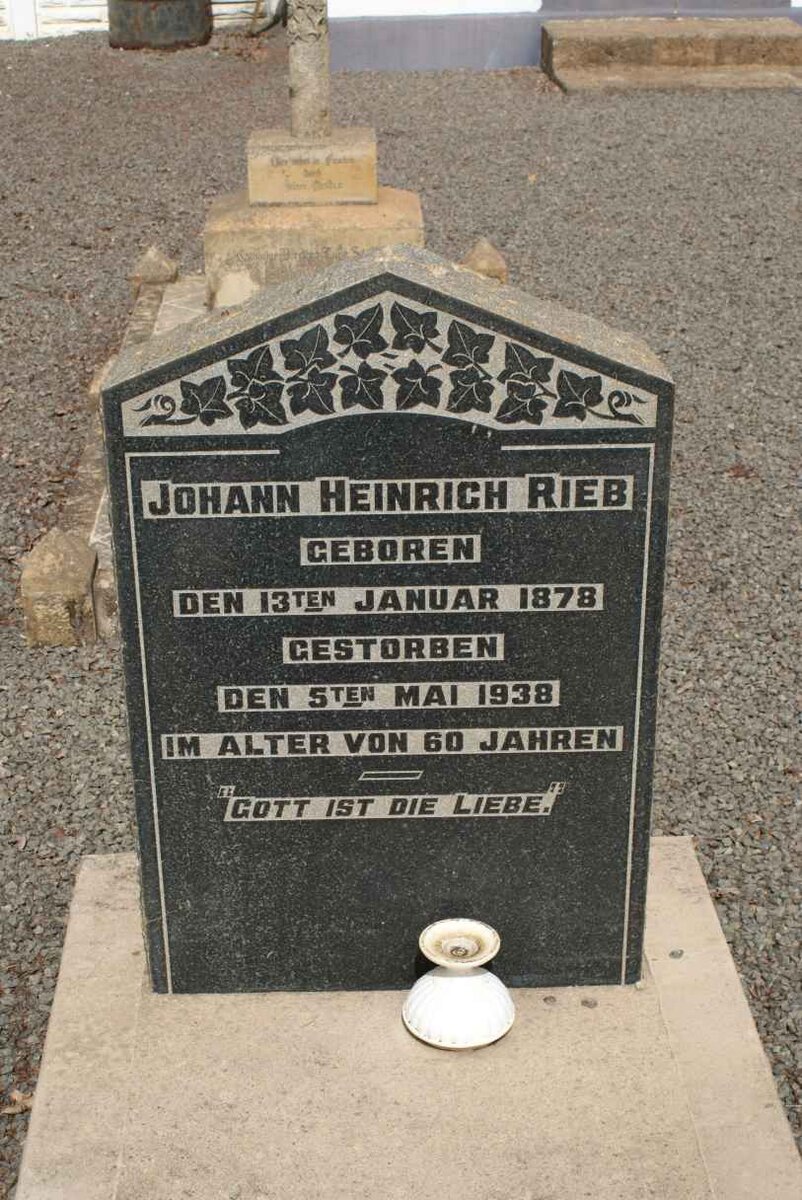 JOHANN HEINRICH RIEB
GEBOREN
DEN 13TEN JANUAR 1878
GESTORBEN
DEN 5TEN MAI 1938
IM ALTER VON 60 JAHREN
"GOTT IST DIE LIEBE."